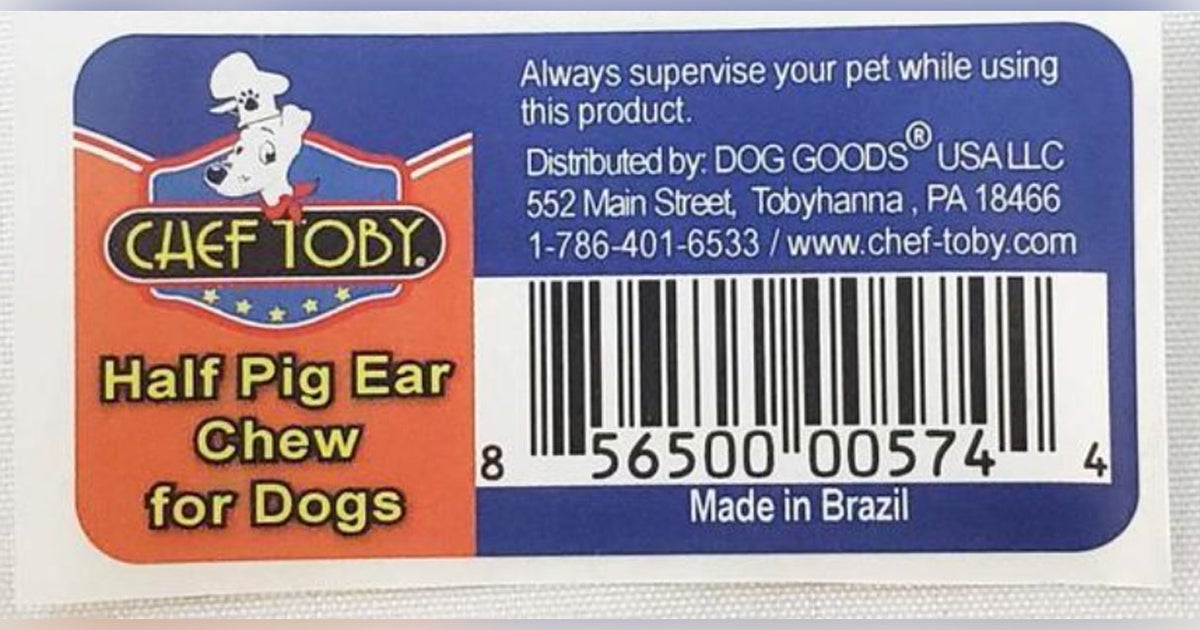 CHEF TOBY®
Half Pig Ear
Chew
for Dogs
Always supervise your pet while using
this product.
Distributed by: DOG GOODS® USA LLC
552 Main Street, Tobyhanna , PA 18466
1-786-401-6533 / www.chef-toby.com
8 56500 00574 4
Made in Brazil